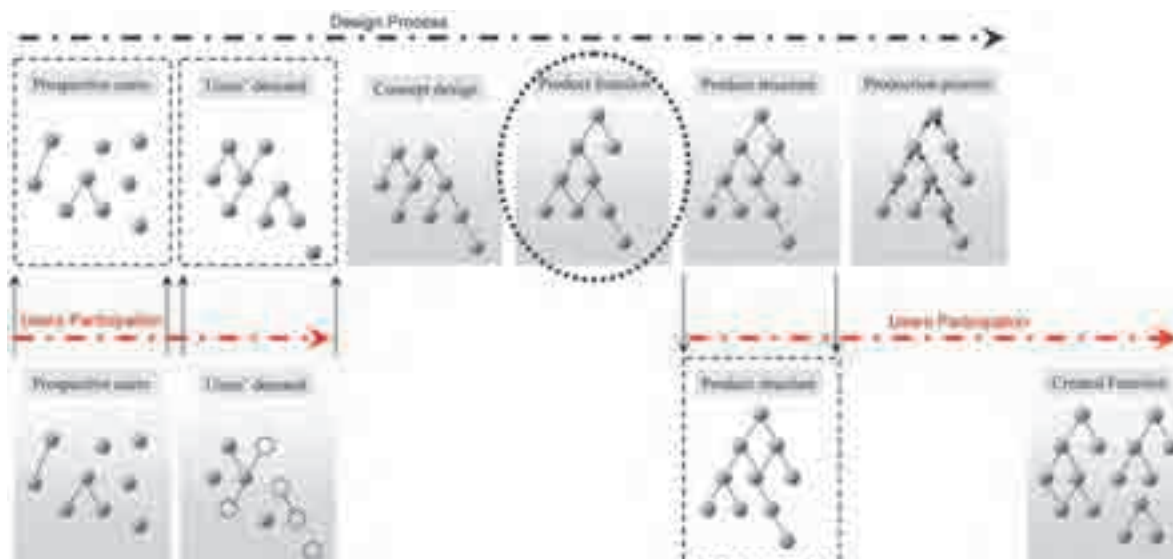 Design Process
Prospective users
Users' demand
Concept design
Product function
Product structure
Production process
Users Participation
Users Participation
Prospective users
Users' demand
Product structure
Created Function